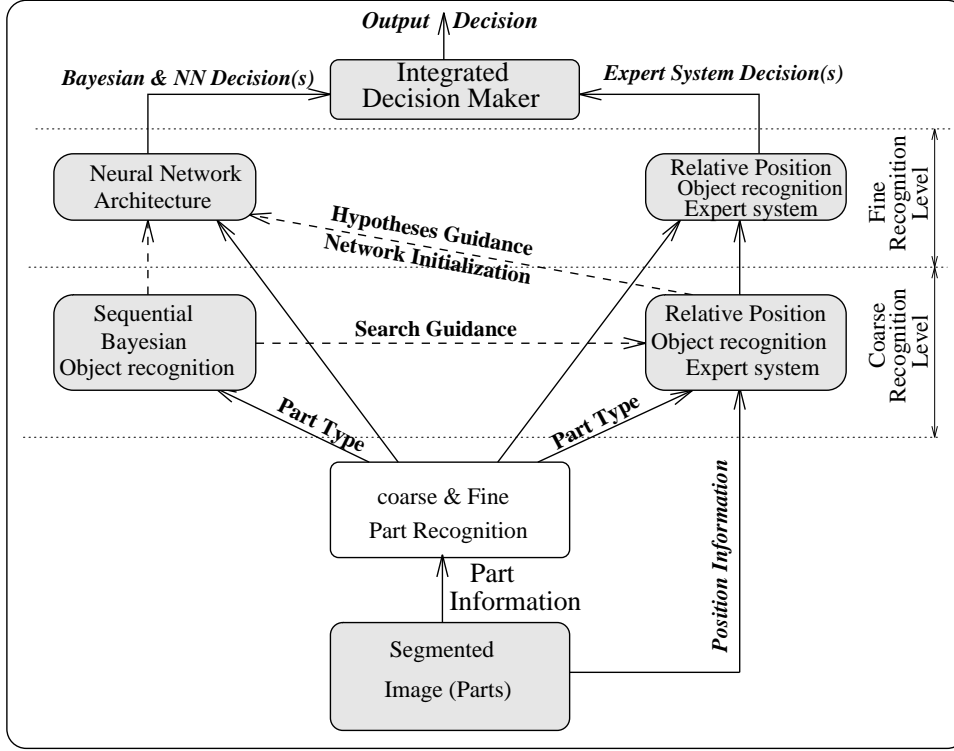 Output Decision
Bayesian & NN Decision(s)
Integrated
Decision Maker
Expert System Decision(s)
Neural Network
Architecture
Relative Position
Object recognition
Expert system
Fine
Recognition
Level
Hypotheses Guidance
Network Initialization
Sequential
Bayesian
Object recognition
Search Guidance
Relative Position
Object recognition
Expert system
Coarse
Recognition
Level
Part Type
Part Type
coarse & Fine
Part Recognition
Position Information
Part
Information
Segmented
Image (Parts)